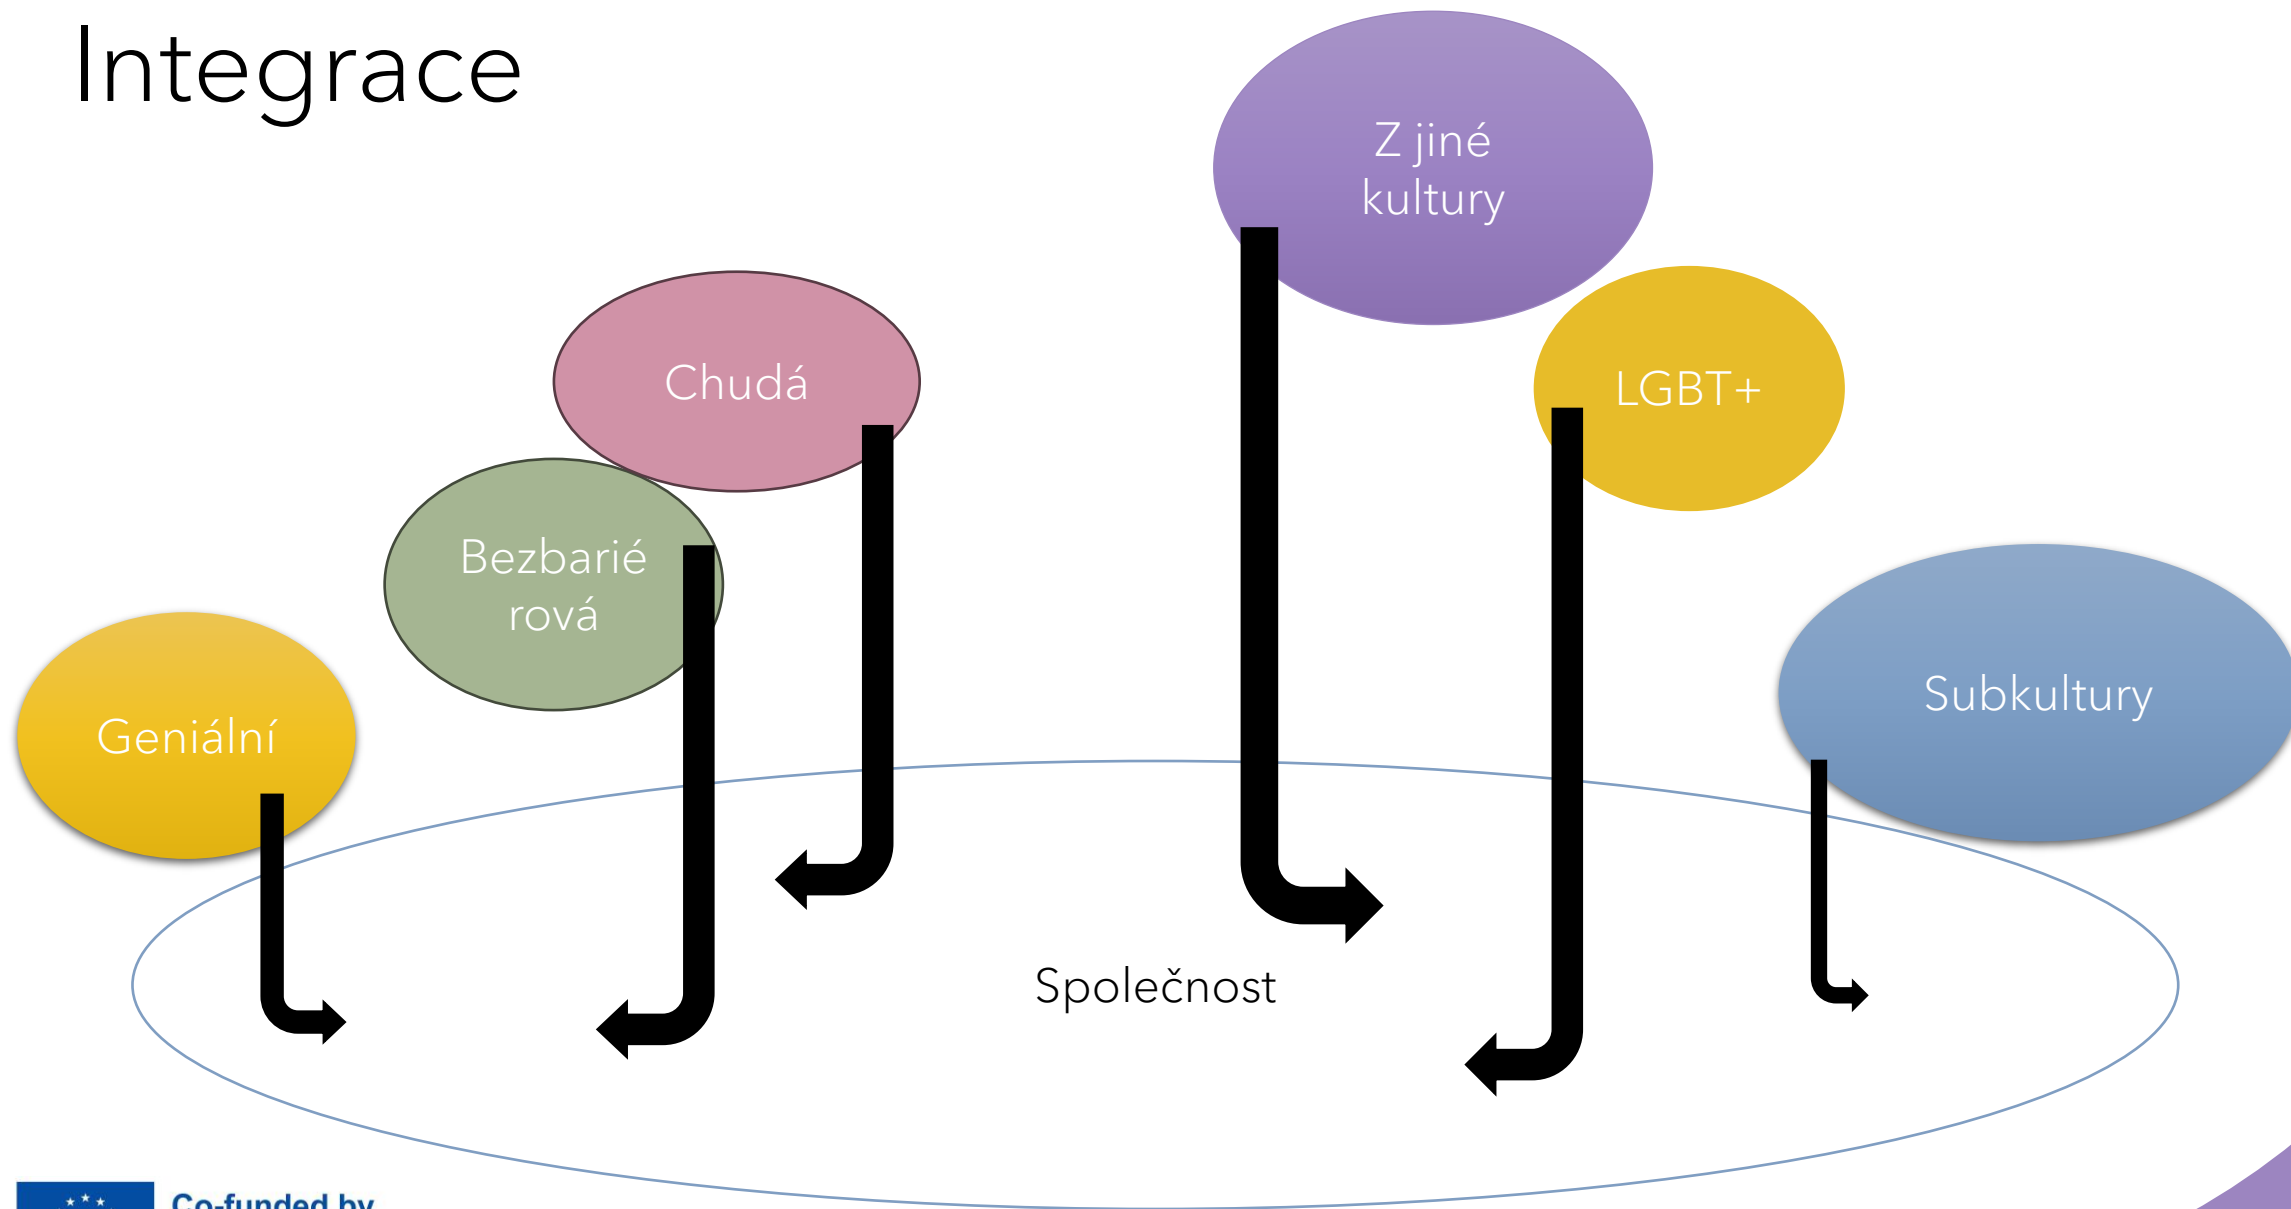 Integrace
Z jiné
kultury
Chudá
LGBT+
Bezbarié
rová
Geniální
Subkultury
Společnost
Co-funded by